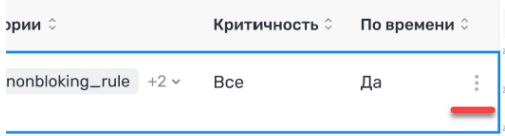 ории Критичность По времени
nonbloking_rule +2 Все Да